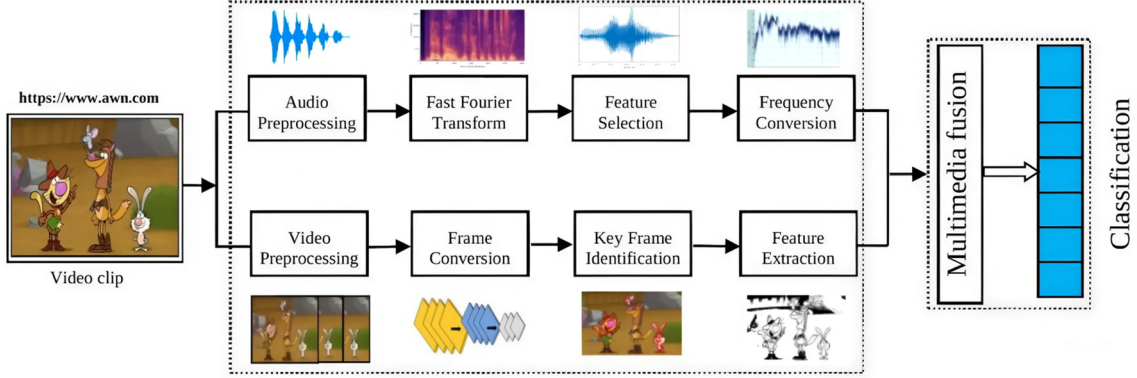 https://www.awn.com
Video clip
Audio
Preprocessing
Fast Fourier
Transform
Feature
Selection
Frequency
Conversion
Video
Preprocessing
Frame
Conversion
Key Frame
Identification
Feature
Extraction
Multimedia fusion
Classification